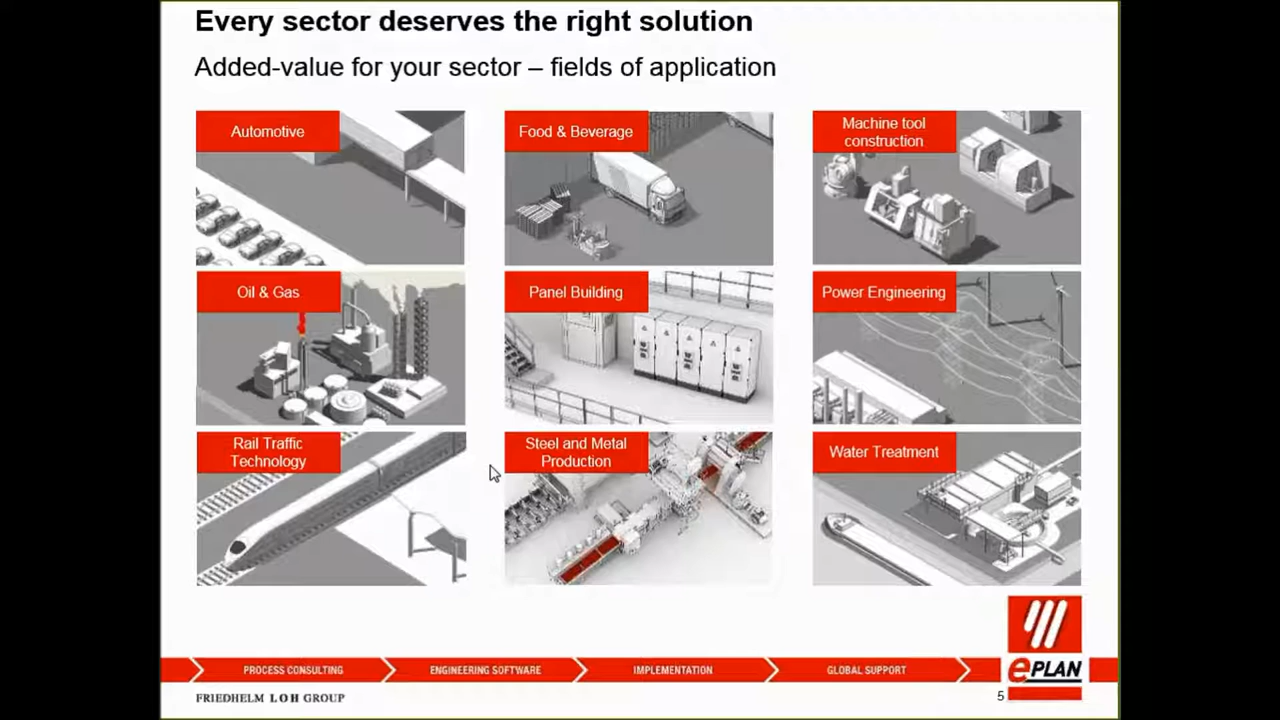 Every sector deserves the right solution
Added-value for your sector – fields of application
Automotive
Food & Beverage
Machine tool
construction
Oil & Gas
Panel Building
Power Engineering
Rail Traffic
Technology
Steel and Metal
Production
Water Treatment
PROCESS CONSULTING
ENGINEERING SOFTWARE
IMPLEMENTATION
GLOBAL SUPPORT
ePLAN
FRIEDHELM LOH GROUP
5